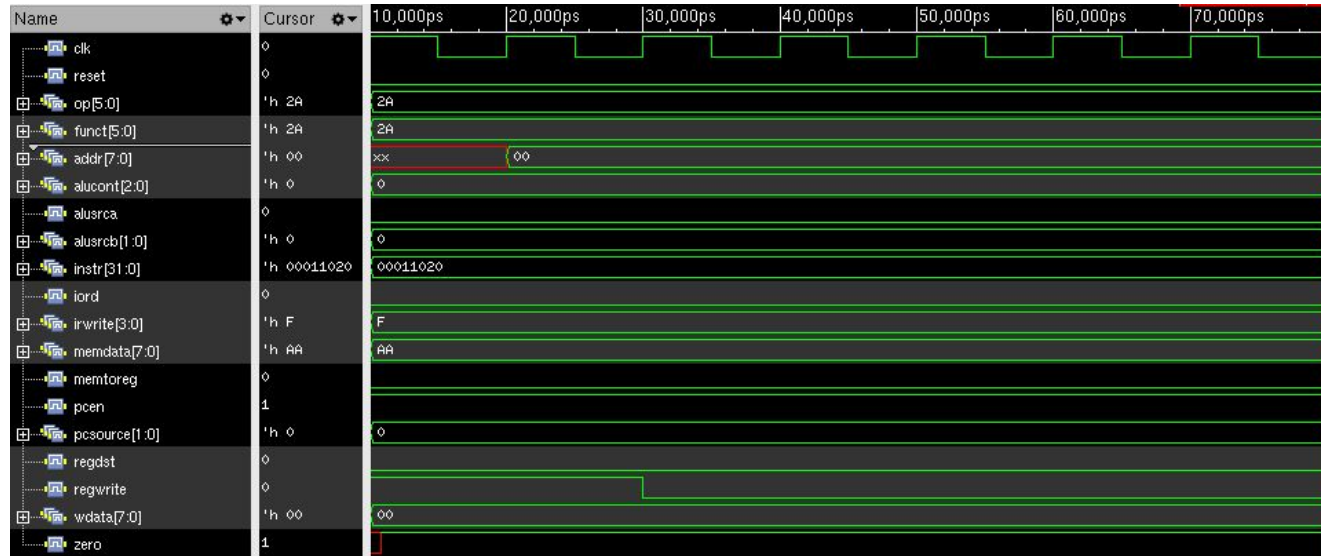 Name Cursor 10,000ps 20,000ps 30,000ps 40,000ps 50,000ps 60,000ps 70,000ps
clk 0
reset 0
op[5:0] 'h 2A 2A
funct[5:0] 'h 2A 2A
addr[7:0] 'h 00 xx 00
alucont[2:0] 'h 0 0
alusrca 0
alusrcb[1:0] 'h 0 0
instr[31:0] 'h 00011020 00011020
iord 0
irwrite[3:0] 'h F F
memdata[7:0] 'h AA AA
memtoreg 0
pcen 1
pcsource[1:0] 'h 0 0
regdst 0
regwrite 0
wdata[7:0] 'h 00 00
zero 1